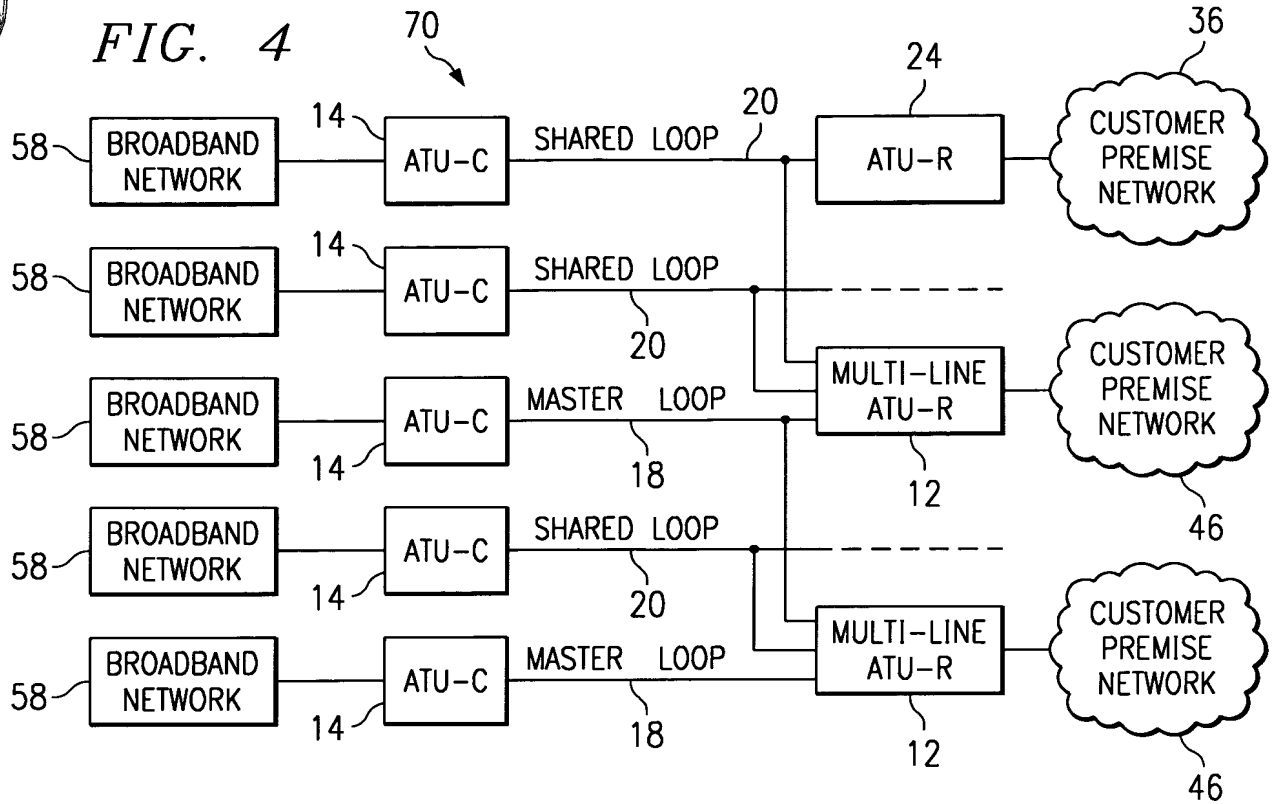 FIG. 4
70
58
BROADBAND
NETWORK
14
ATU-C
SHARED LOOP
20
24
ATU-R
36
CUSTOMER
PREMISE
NETWORK
58
BROADBAND
NETWORK
14
ATU-C
SHARED LOOP
20
58
BROADBAND
NETWORK
14
ATU-C
MASTER LOOP
18
MULTI-LINE
ATU-R
12
CUSTOMER
PREMISE
NETWORK
46
58
BROADBAND
NETWORK
14
ATU-C
SHARED LOOP
20
58
BROADBAND
NETWORK
14
ATU-C
MASTER LOOP
18
MULTI-LINE
ATU-R
12
CUSTOMER
PREMISE
NETWORK
46